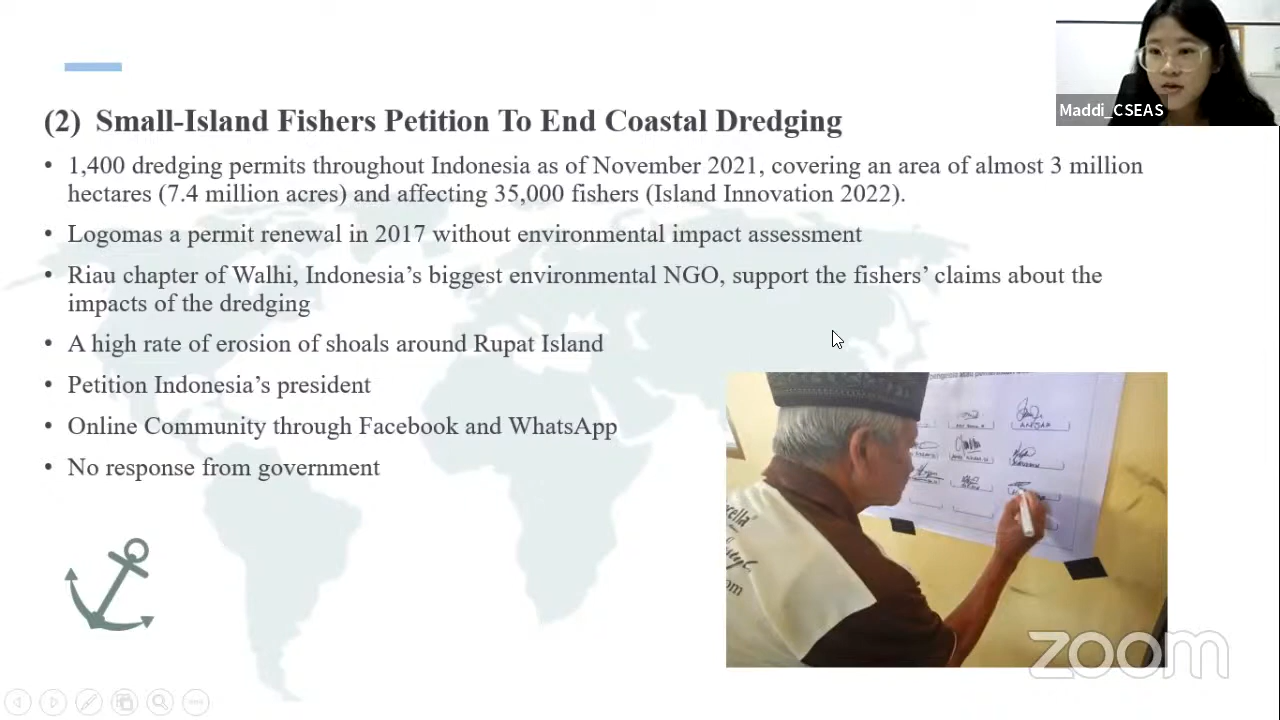 Maddi_CSEAS
(2) Small-Island Fishers Petition To End Coastal Dredging
• 1,400 dredging permits throughout Indonesia as of November 2021, covering an area of almost 3 million
hectares (7.4 million acres) and affecting 35,000 fishers (Island Innovation 2022).
• Logomas a permit renewal in 2017 without environmental impact assessment
• Riau chapter of Walhi, Indonesia’s biggest environmental NGO, support the fishers’ claims about the
impacts of the dredging
• A high rate of erosion of shoals around Rupat Island
• Petition Indonesia’s president
• Online Community through Facebook and WhatsApp
• No response from government
zoom